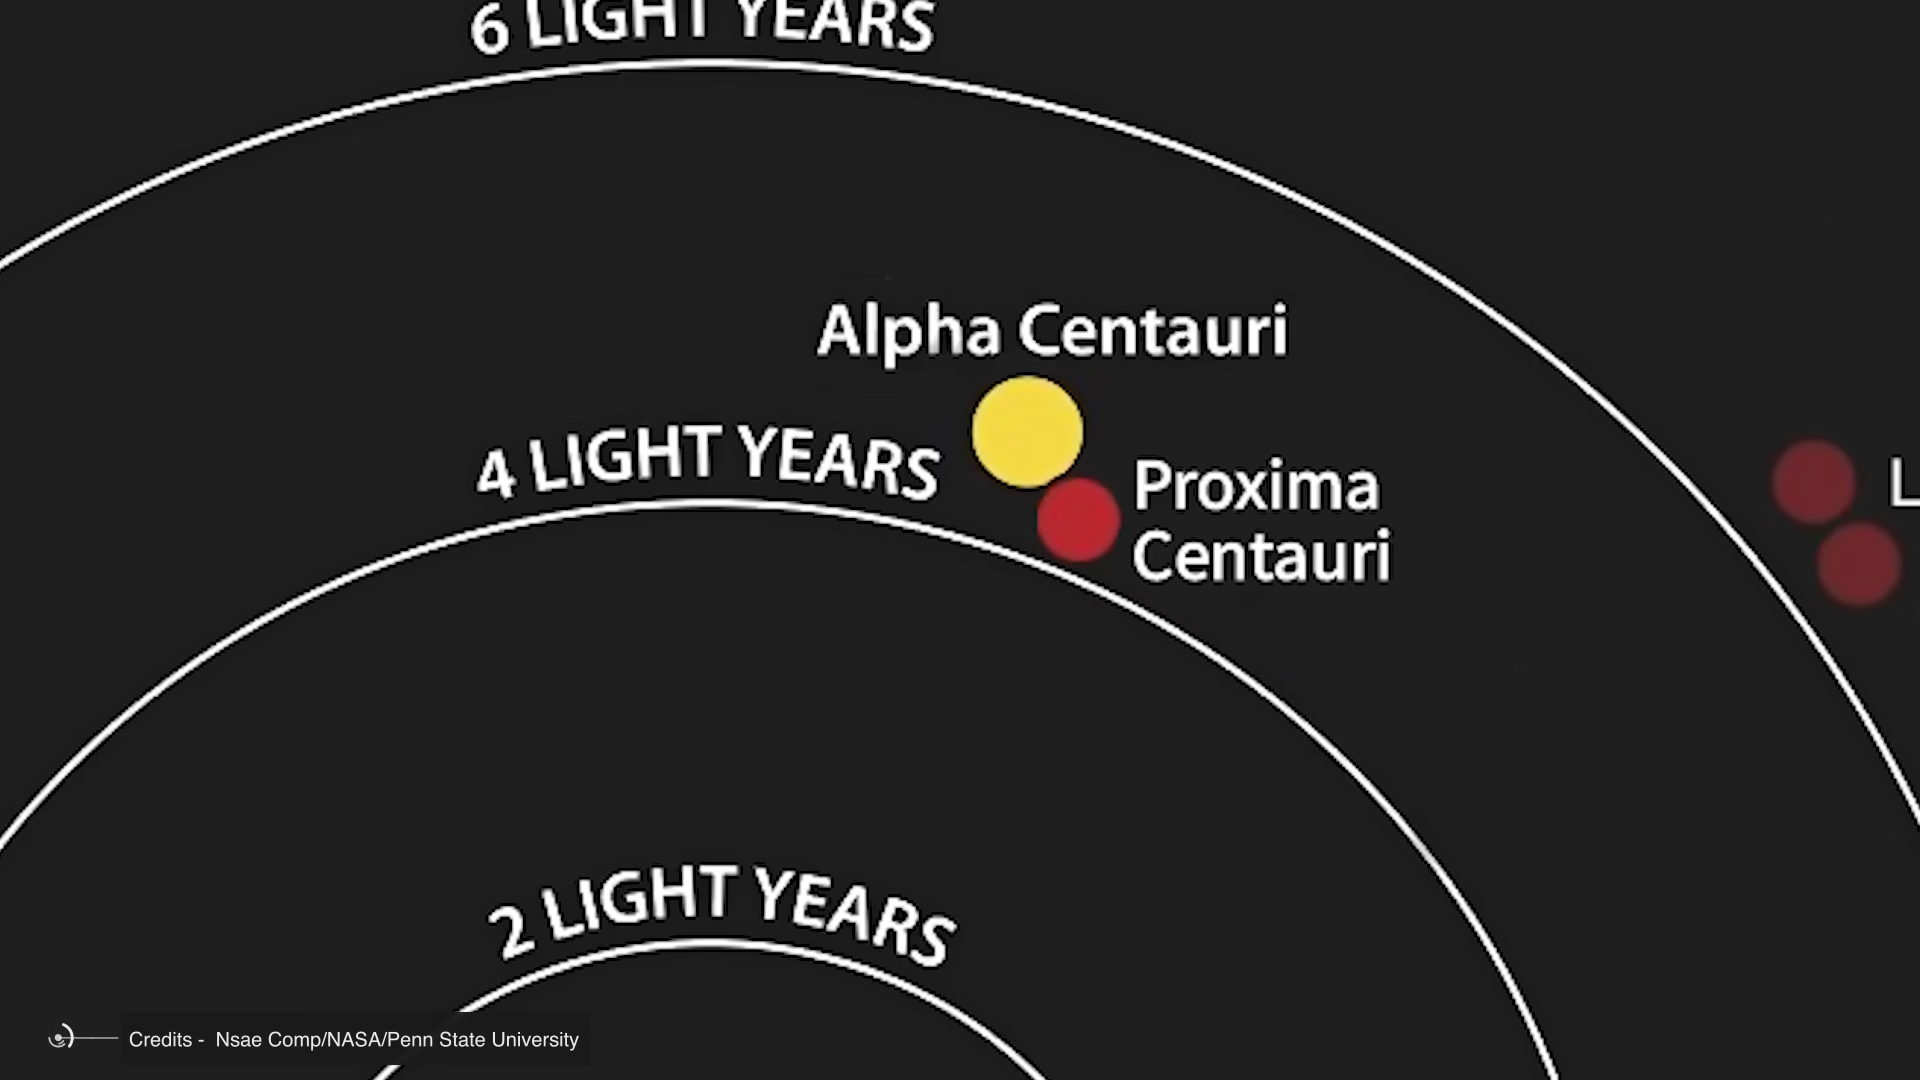 6 LIGHT YEARS
Alpha Centauri
4 LIGHT YEARS
Proxima
Centauri
L
2 LIGHT YEARS
Credits - Nsae Comp/NASA/Penn State University